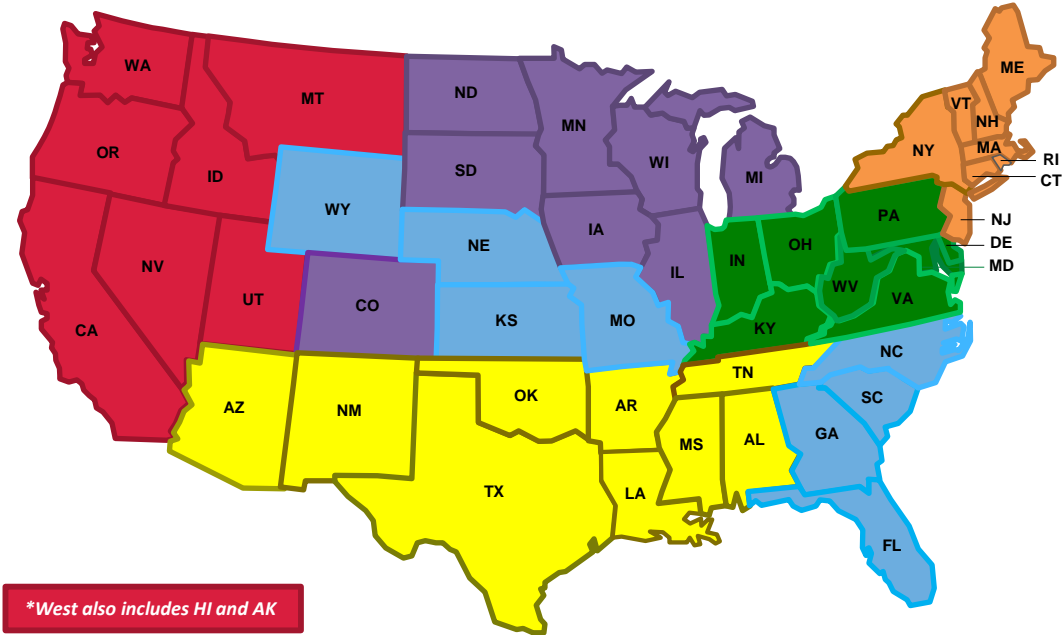 WA
MT
ND
MN
ME
VT
NH
NY
MA
RI
CT
OR
ID
SD
WI
MI
WY
PA
NJ
NE
IA
OH
DE
MD
NV
UT
CO
IN
IL
WV
VA
CA
KS
MO
KY
NC
TN
AZ
NM
OK
AR
SC
MS
AL
GA
TX
LA
FL
*West also includes HI and AK